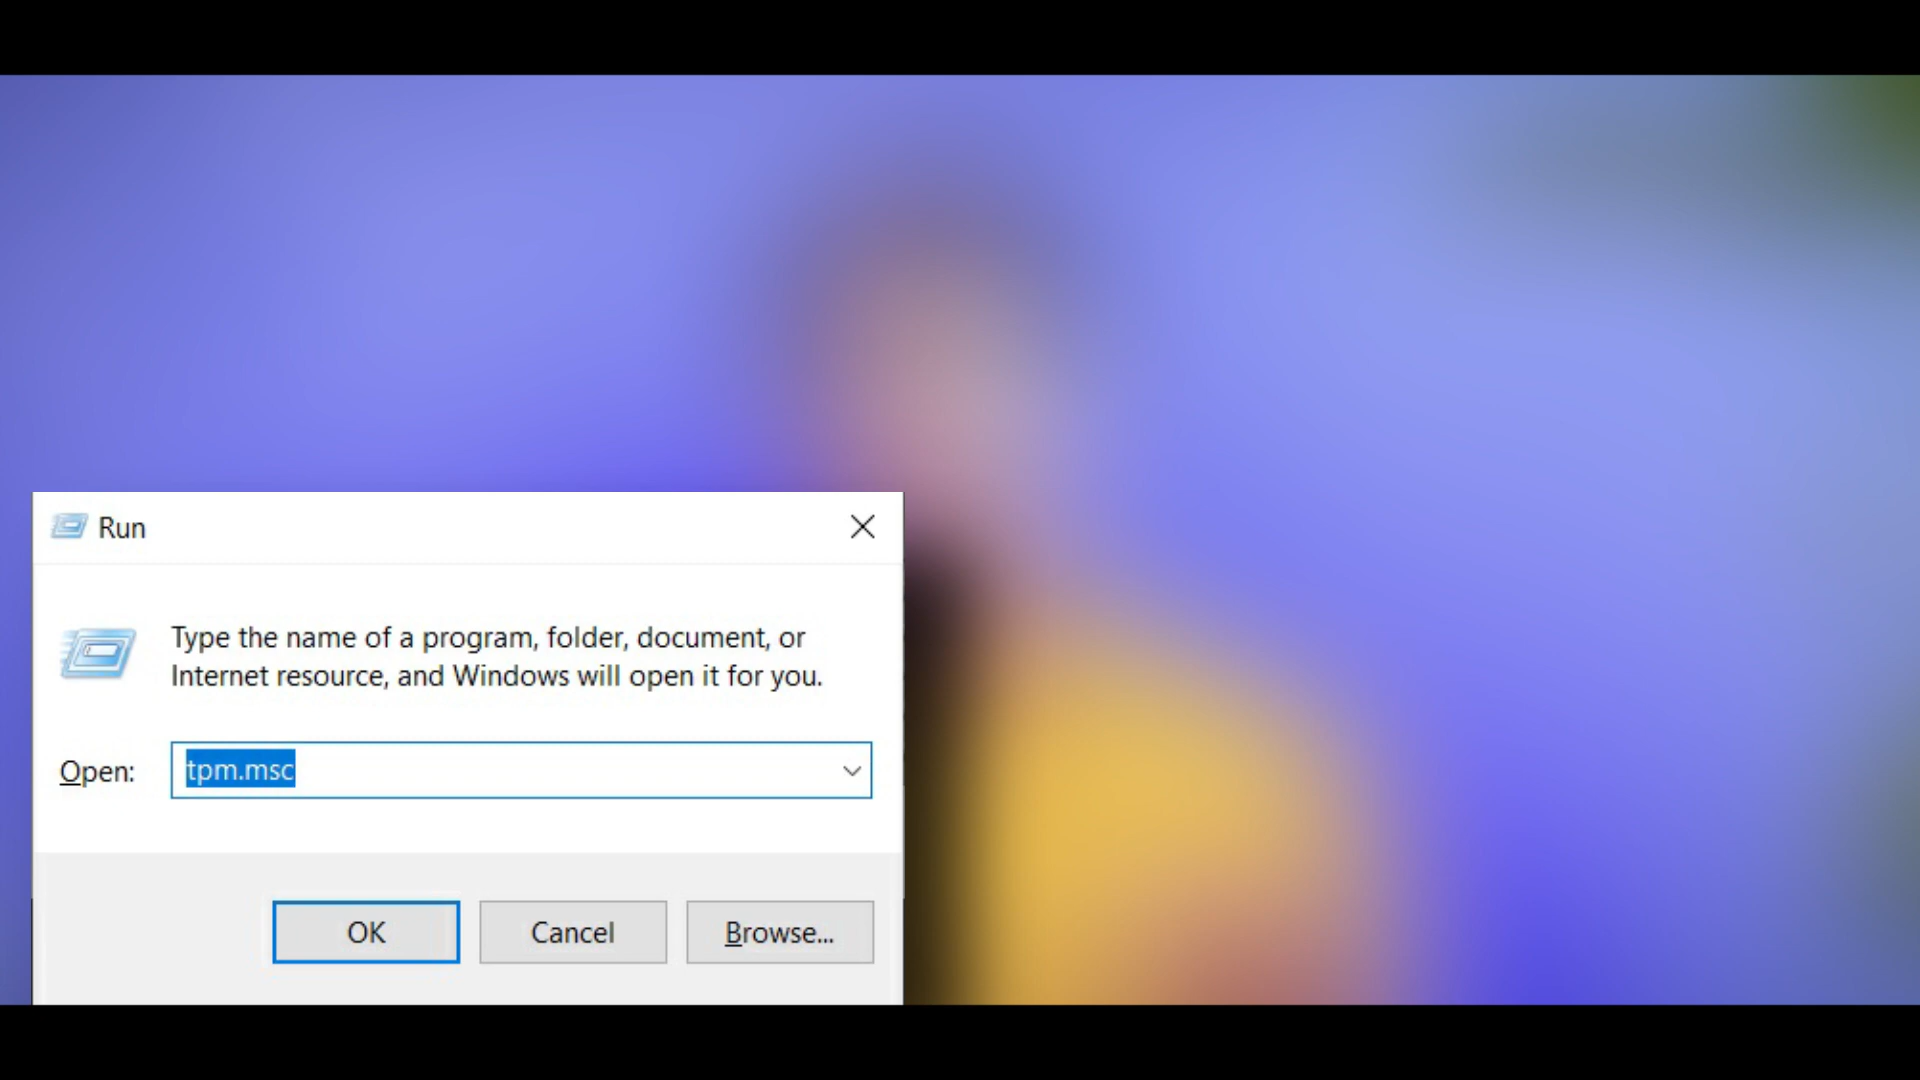 Run
Type the name of a program, folder, document, or
Internet resource, and Windows will open it for you.
Open:
tpm.msc
OK
Cancel
Browse...